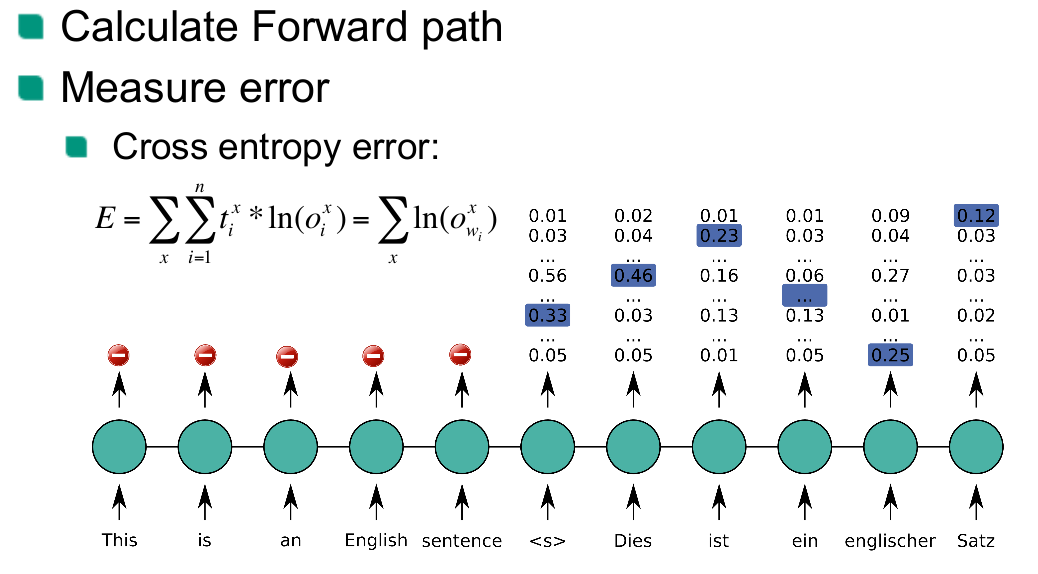 Calculate Forward path
Measure error
Cross entropy error:
E = ∑_x ∑_{i=1}^{n} t_i^x * ln(o_i^x) = ∑_x ln(o_{w_i}^x)
0.01 0.02 0.01 0.01 0.09 0.12
0.03 0.04 0.23 0.03 0.04 0.03
... ... ... ... ... ...
0.56 0.46 0.16 0.06 0.27 0.03
... ... ... ... ... ...
0.33 0.03 0.13 0.13 0.01 0.02
... ... ... ... ... ...
0.05 0.05 0.01 0.05 0.25 0.05
This is an English sentence <s> Dies ist ein englischer Satz